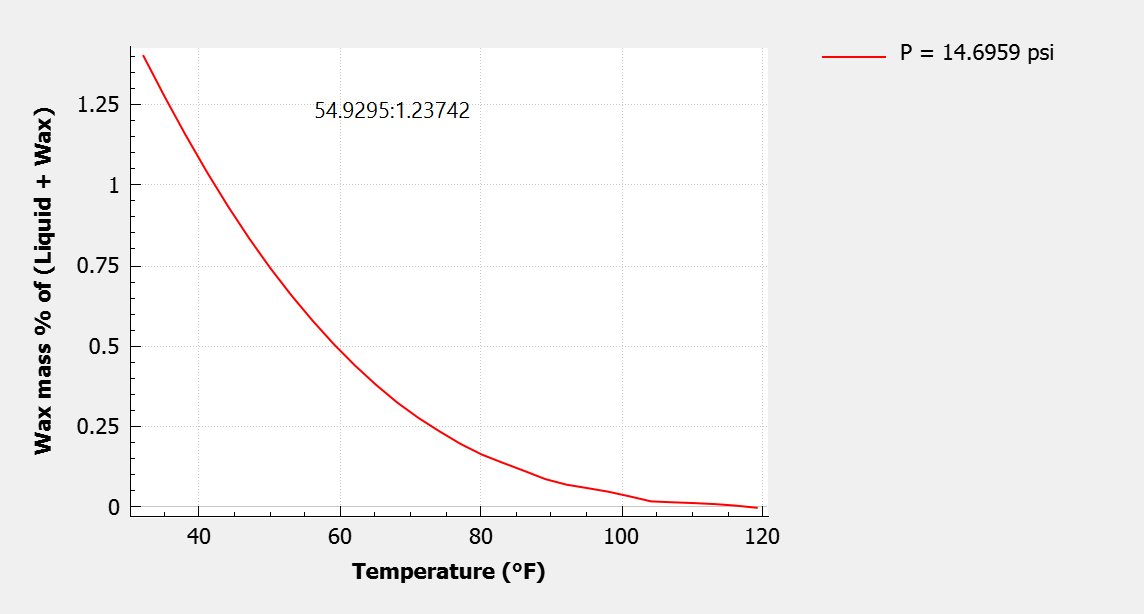 P = 14.6959 psi
54.9295:1.23742
Wax mass % of (Liquid + Wax)
1.25
1
0.75
0.5
0.25
0
40 60 80 100 120
Temperature (°F)